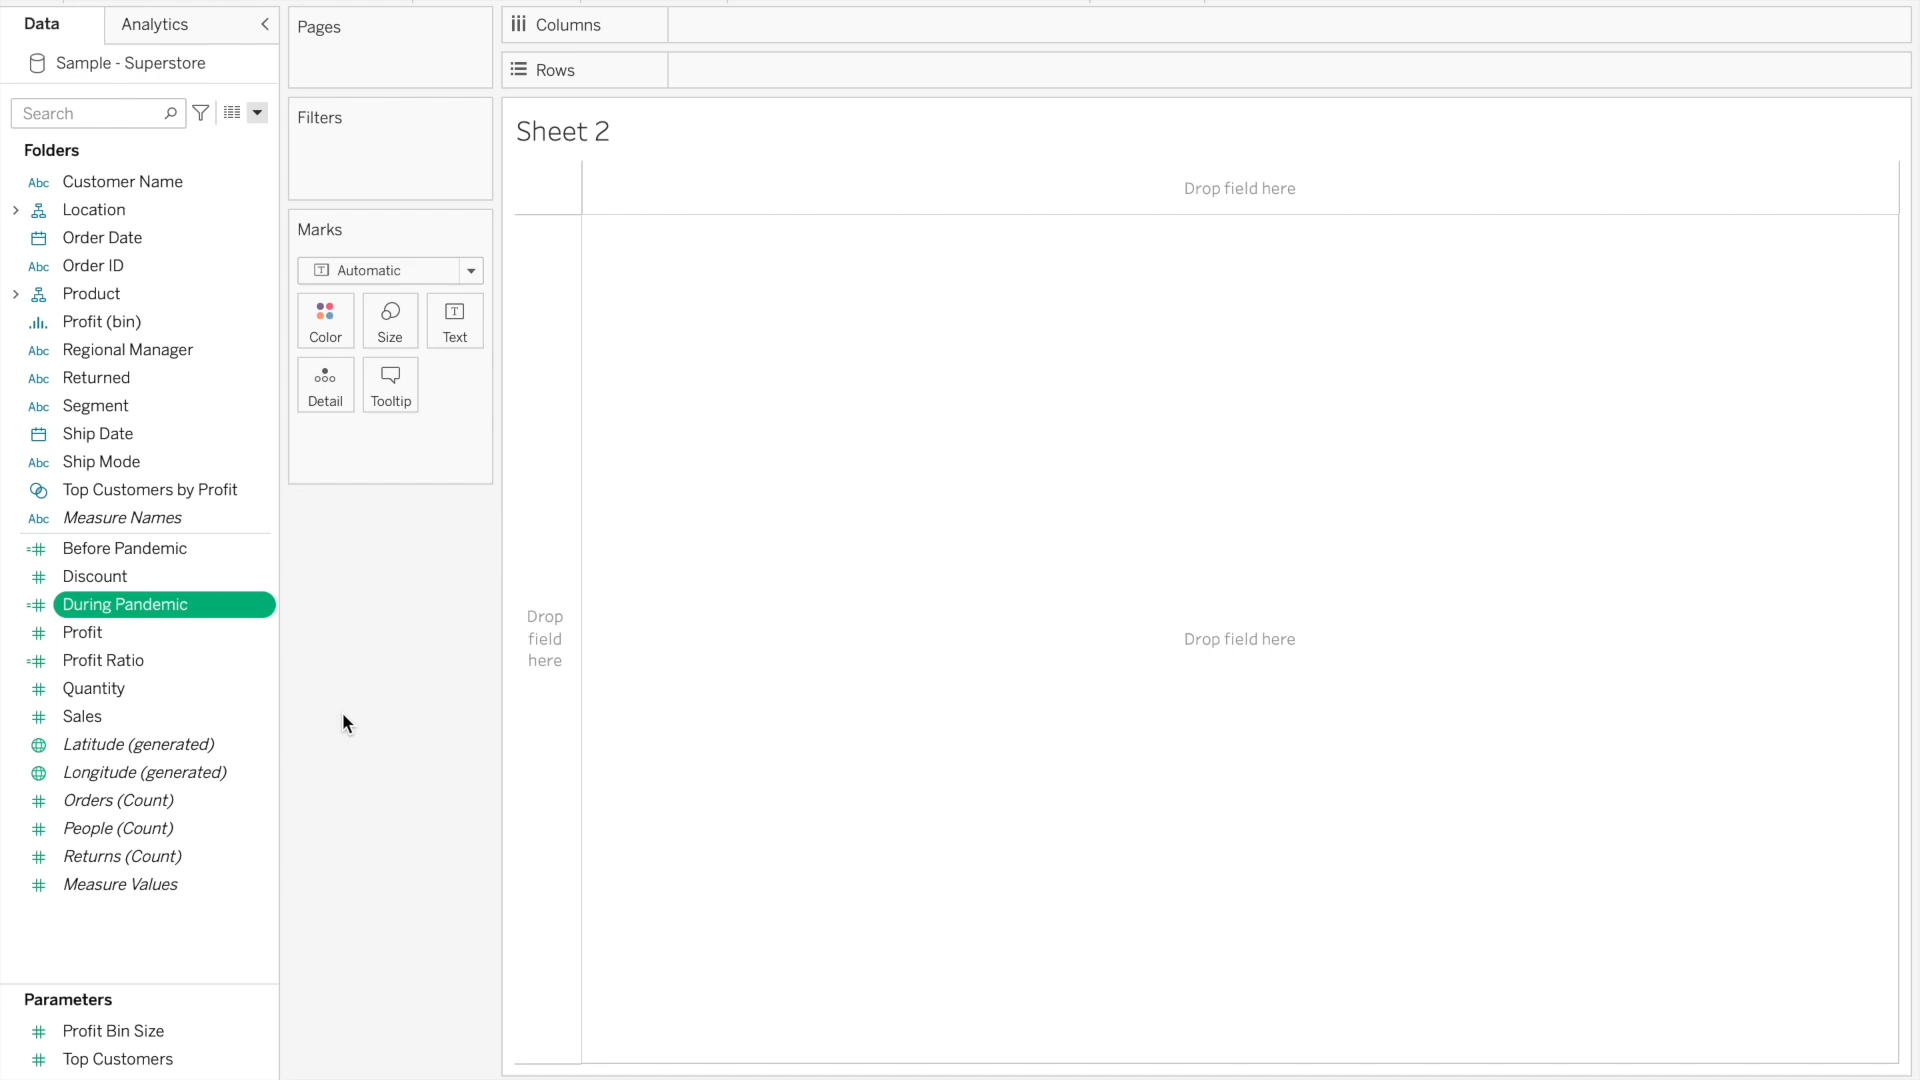 Data
Analytics
Sample - Superstore
Search
Folders
Abc Customer Name
Location
Order Date
Abc Order ID
Product
Profit (bin)
Abc Regional Manager
Abc Returned
Abc Segment
Ship Date
Abc Ship Mode
Top Customers by Profit
Abc Measure Names
=# Before Pandemic
# Discount
=# During Pandemic
# Profit
=# Profit Ratio
# Quantity
# Sales
Latitude (generated)
Longitude (generated)
# Orders (Count)
# People (Count)
# Returns (Count)
# Measure Values
Parameters
# Profit Bin Size
# Top Customers
Pages
Filters
Marks
T Automatic
Color
Size
T
Text
Detail
Tooltip
Columns
Rows
Sheet 2
Drop field here
Drop
field
here
Drop field here